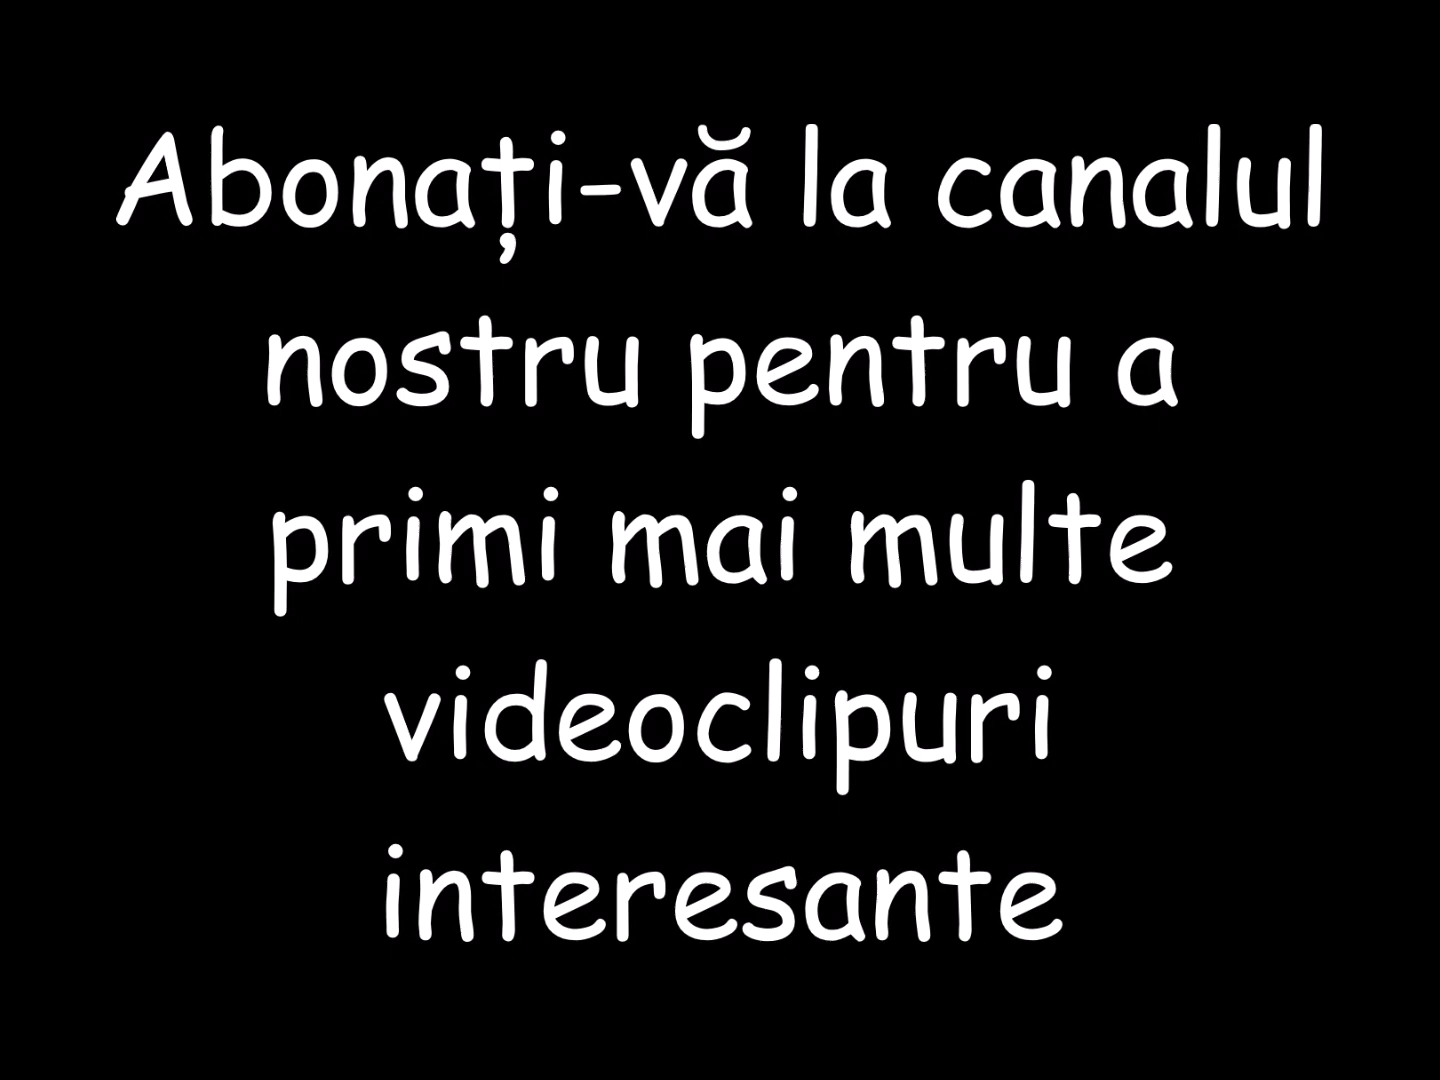 Abonați-vă la canalul
nostru pentru a
primi mai multe
videoclipuri
interesante